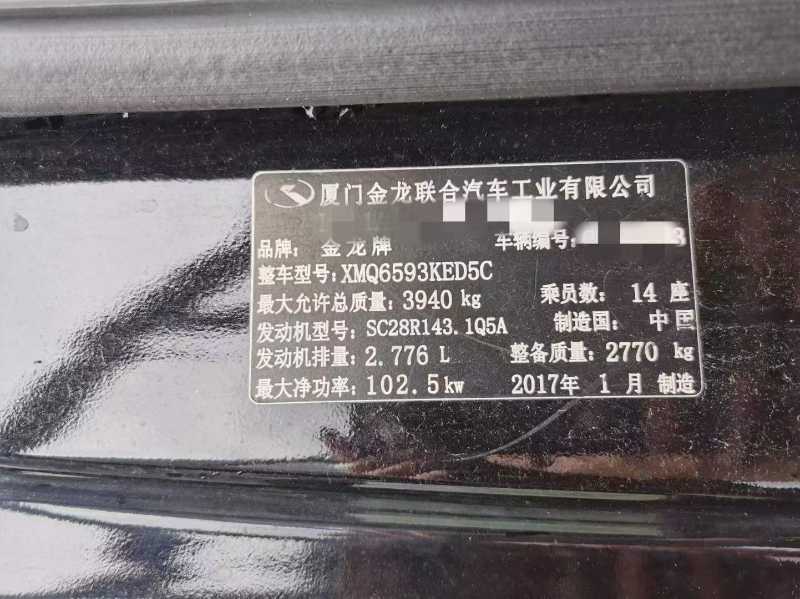 厦门金龙联合汽车工业有限公司
品牌: 金龙牌 车辆编号:
整车型号: XMQ6593KED5C
最大允许总质量: 3940 kg 乘员数: 14 座
发动机型号: SC28R143.1Q5A 制造国: 中国
发动机排量: 2.776 L 整备质量: 2770 kg
最大净功率: 102.5kw 2017年 1 月 制造